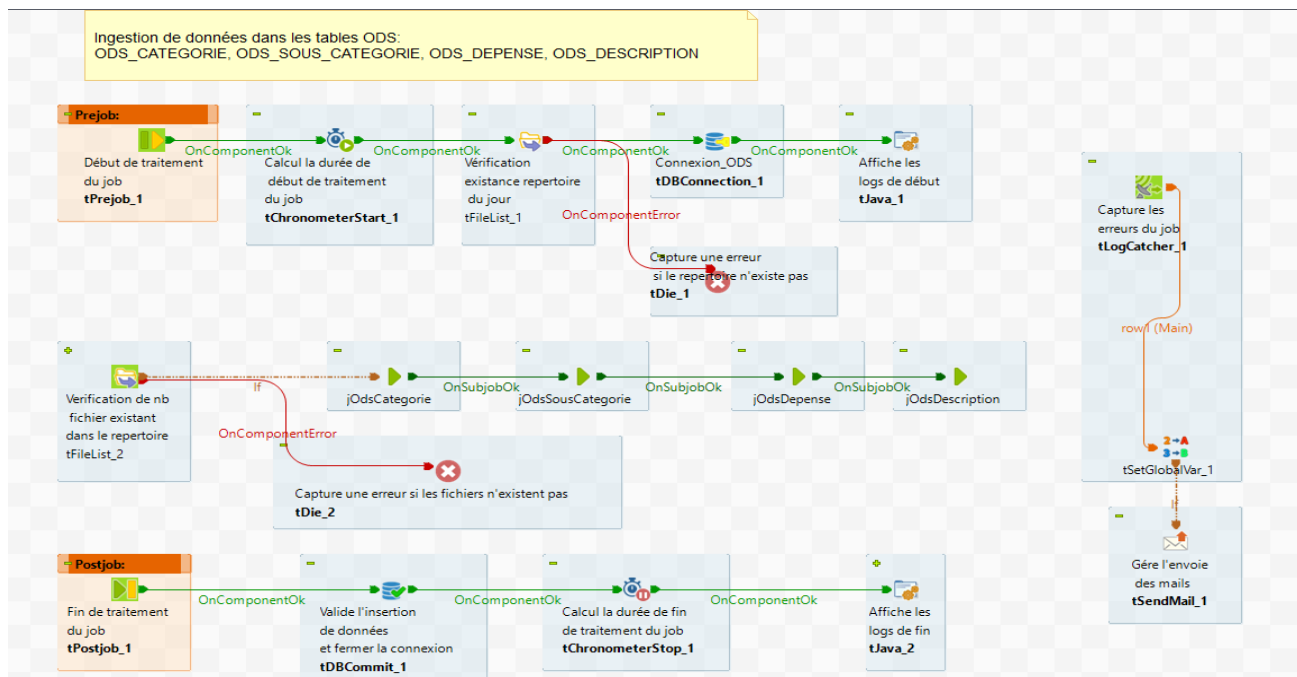 Ingestion de données dans les tables ODS:
ODS_CATEGORIE, ODS_SOUS_CATEGORIE, ODS_DEPENSE, ODS_DESCRIPTION
Prejob:
Début de traitement
du job
tPrejob_1
OnComponentOk
Calcul la durée de
début de traitement
du job
tChronometerStart_1
OnComponentOk
Vérification
existance repertoire
du jour
tFileList_1
OnComponentOk
OnComponentError
Connexion_ODS
tDBConnection_1
OnComponentOk
Affiche les
logs de début
tJava_1
Capture une erreur
si le repertoire n'existe pas
tDie_1
Capture les
erreurs du job
tLogCatcher_1
row1 (Main)
2 A
3 B
tSetGlobalVar_1
If
Gére l'envoie
des mails
tSendMail_1
Verification de nb
fichier existant
dans le repertoire
tFileList_2
If
OnComponentError
jOdsCategorie
OnSubjobOk
jOdsSousCategorie
OnSubjobOk
jOdsDepense
OnSubjobOk
jOdsDescription
Capture une erreur si les fichiers n'existent pas
tDie_2
Postjob:
Fin de traitement
du job
tPostjob_1
OnComponentOk
Valide l'insertion
de données
et fermer la connexion
tDBCommit_1
OnComponentOk
Calcul la durée de fin
de traitement du job
tChronometerStop_1
OnComponentOk
Affiche les
logs de fin
tJava_2